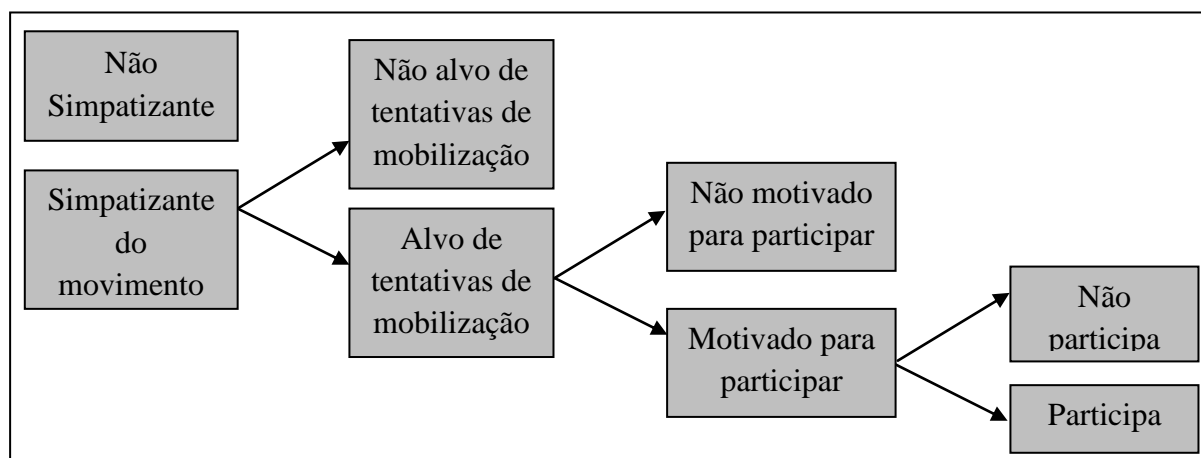 Não
Simpatizante
Simpatizante
do
movimento
Não alvo de
tentativas de
mobilização
Alvo de
tentativas de
mobilização
Não motivado
para participar
Motivado para
participar
Não
participa
Participa